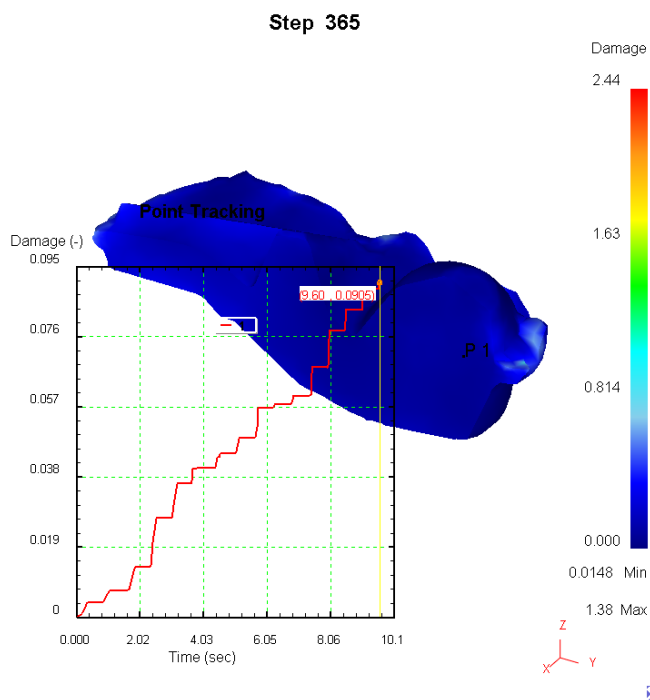 Step 365
Damage
2.44
1.63
0.814
0.000
0.0148 Min
1.38 Max
Point Tracking
Damage (-)
0.095
0.076
0.057
0.038
0.019
0
(9.60 , 0.0905)
1
P 1
0.000 2.02 4.03 6.05 8.06 10.1
Time (sec)
Z
X Y